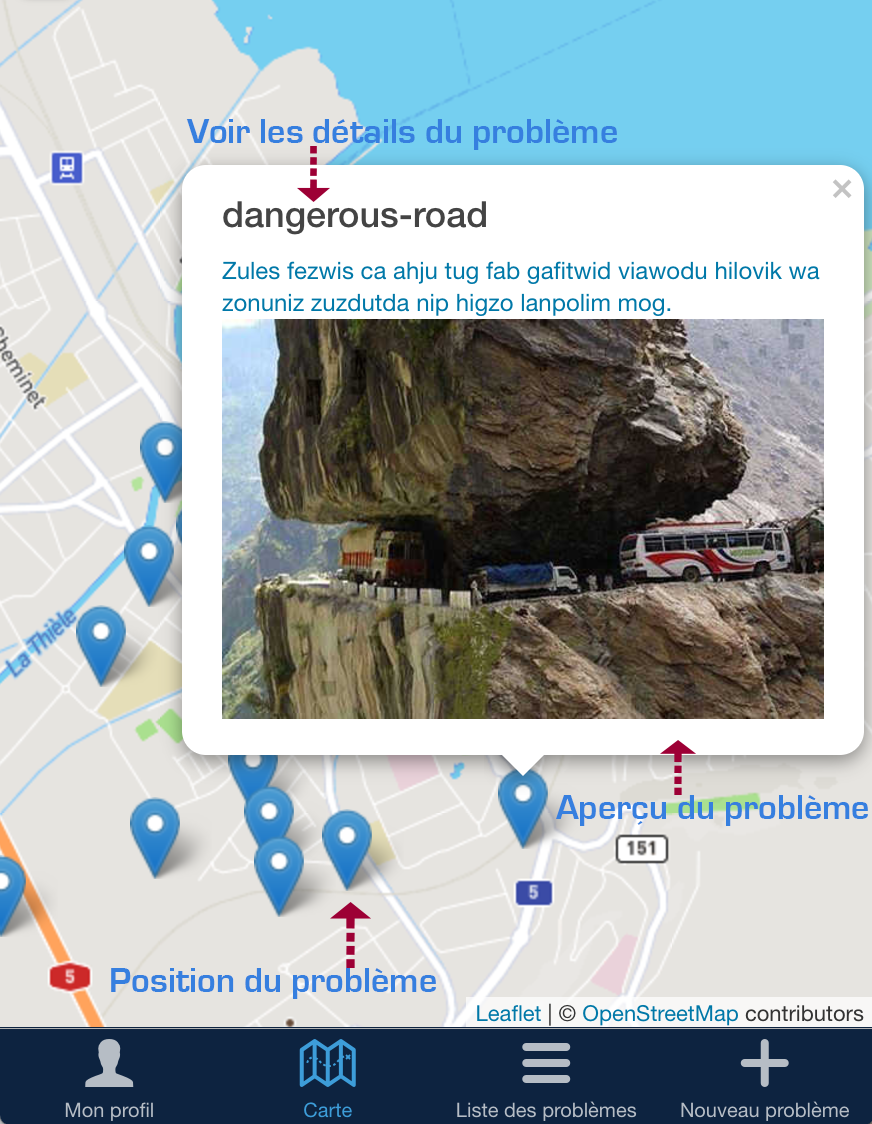 Voir les détails du problème
×
dangerous-road
Zules fezwis ca ahju tug fab gafitwid viawodu hilovik wa
zonuniz zuzdutda nip higzo lanpolim mog.
heminet
La Thièle
Aperçu du problème
151
5
5
Position du problème
Leaflet | © OpenStreetMap contributors
Mon profil
Carte
Liste des problèmes
Nouveau problème